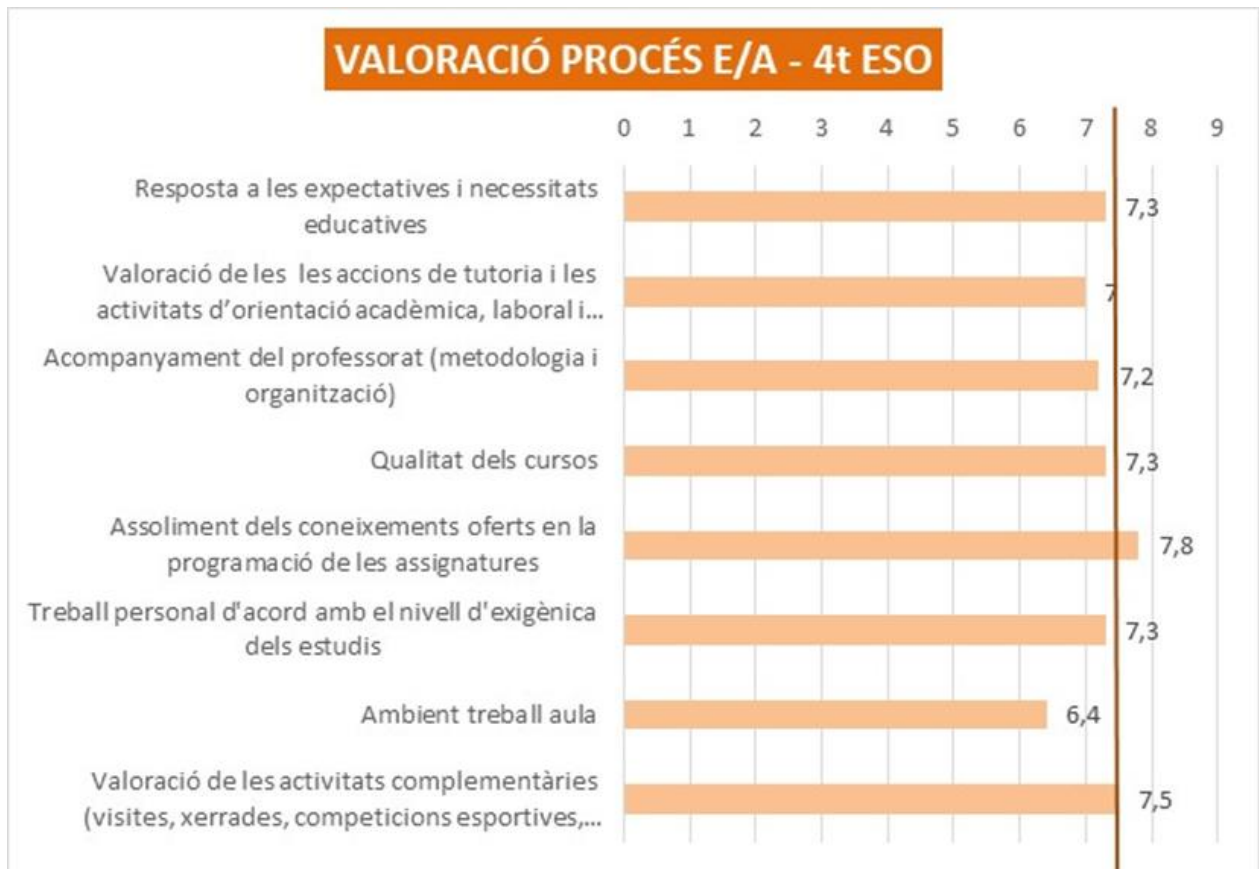 VALORACIÓ PROCÉS E/A - 4t ESO
0 1 2 3 4 5 6 7 8 9
Resposta a les expectatives i necessitats
educatives
7,3
Valoració de les les accions de tutoria i les
activitats d’orientació acadèmica, laboral i...
7
Acompanyament del professorat (metodologia i
organització)
7,2
Qualitat dels cursos
7,3
Assoliment dels coneixements oferts en la
programació de les assignatures
7,8
Treball personal d'acord amb el nivell d'exigènica
dels estudis
7,3
Ambient treball aula
6,4
Valoració de les activitats complementàries
(visites, xerrades, competicions esportives,...
7,5